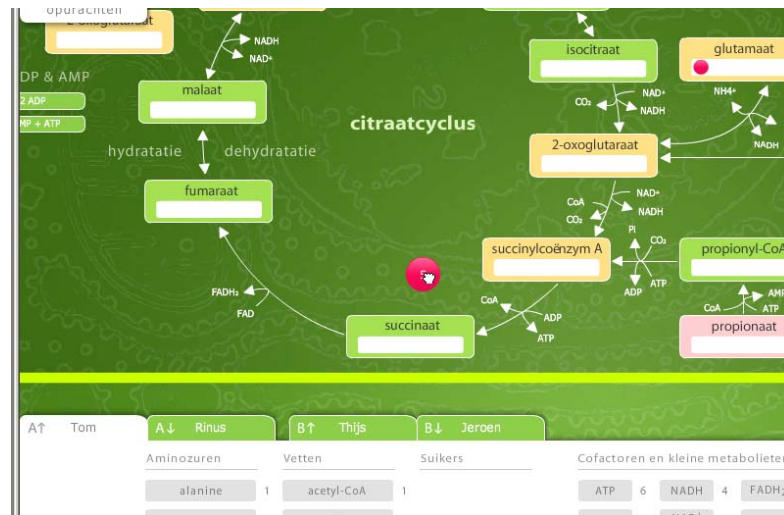 opdrachten
2-oxoglutaraat
NADH
NAD+
isocitraat
glutamaat
DP & AMP
2 ADP
MP + ATP
malaat
CO₂
NAD+
NADH
NH4+
NADH
citraatcyclus
hydratatie
dehydratatie
2-oxoglutaraat
fumaraat
CoA
CO₂
NAD+
NADH
Pi
CO₂
succinylcoënzym A
propionyl-CoA
ADP
ATP
FADH₂
FAD
CoA
ADP
ATP
CoA
AMP
ATP
succinaat
propionaat
A↑ Tom
A↓ Rinus
B↑ Thijs
B↓ Jeroen
Aminozuren
Vetten
Suikers
Cofactoren en kleine metabolieten
alanine 1
acetyl-CoA 1
ATP 6
NADH 4
FADH₂